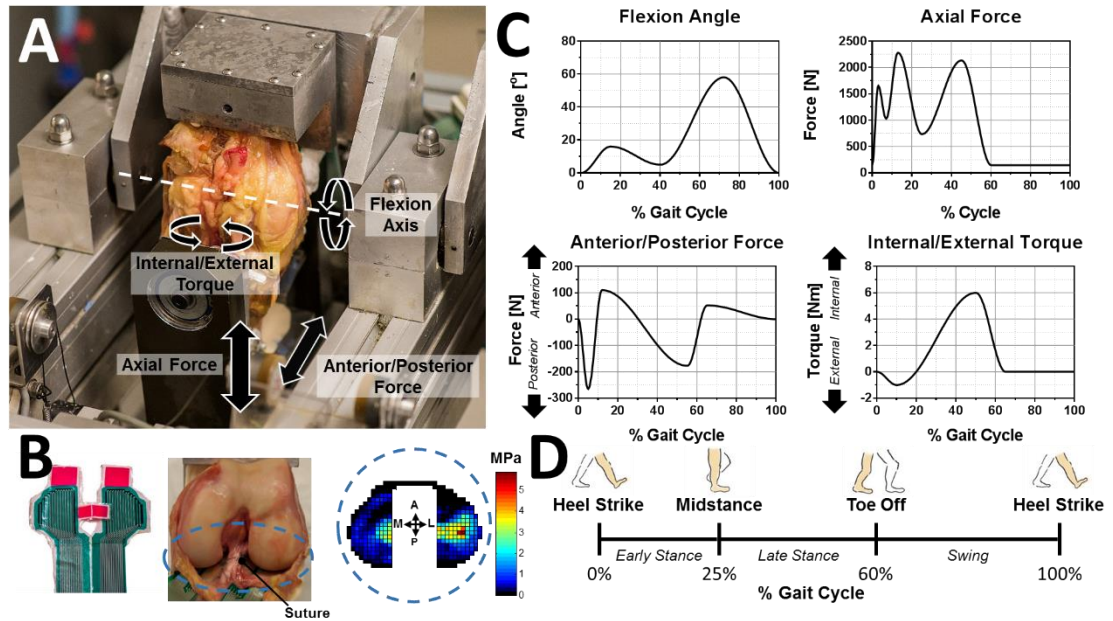 A
Flexion
Axis
Internal/External
Torque
Axial Force
Anterior/Posterior
Force
B
Suture
MPa
5
4
3
2
1
0
A
M
L
P
C
Flexion Angle
Angle [°]
80
60
40
20
0
0 20 40 60 80 100
% Gait Cycle
Axial Force
Force [N]
2500
2000
1500
1000
500
0
0 20 40 60 80 100
% Cycle
Anterior/Posterior Force
Force [N]
Posterior Anterior
200
100
0
-100
-200
-300
0 20 40 60 80 100
% Gait Cycle
Internal/External Torque
Torque [Nm]
External Internal
8
6
4
2
0
-2
0 20 40 60 80 100
% Gait Cycle
D
Heel Strike Midstance Toe Off Heel Strike
Early Stance Late Stance Swing
0% 25% 60% 100%
% Gait Cycle